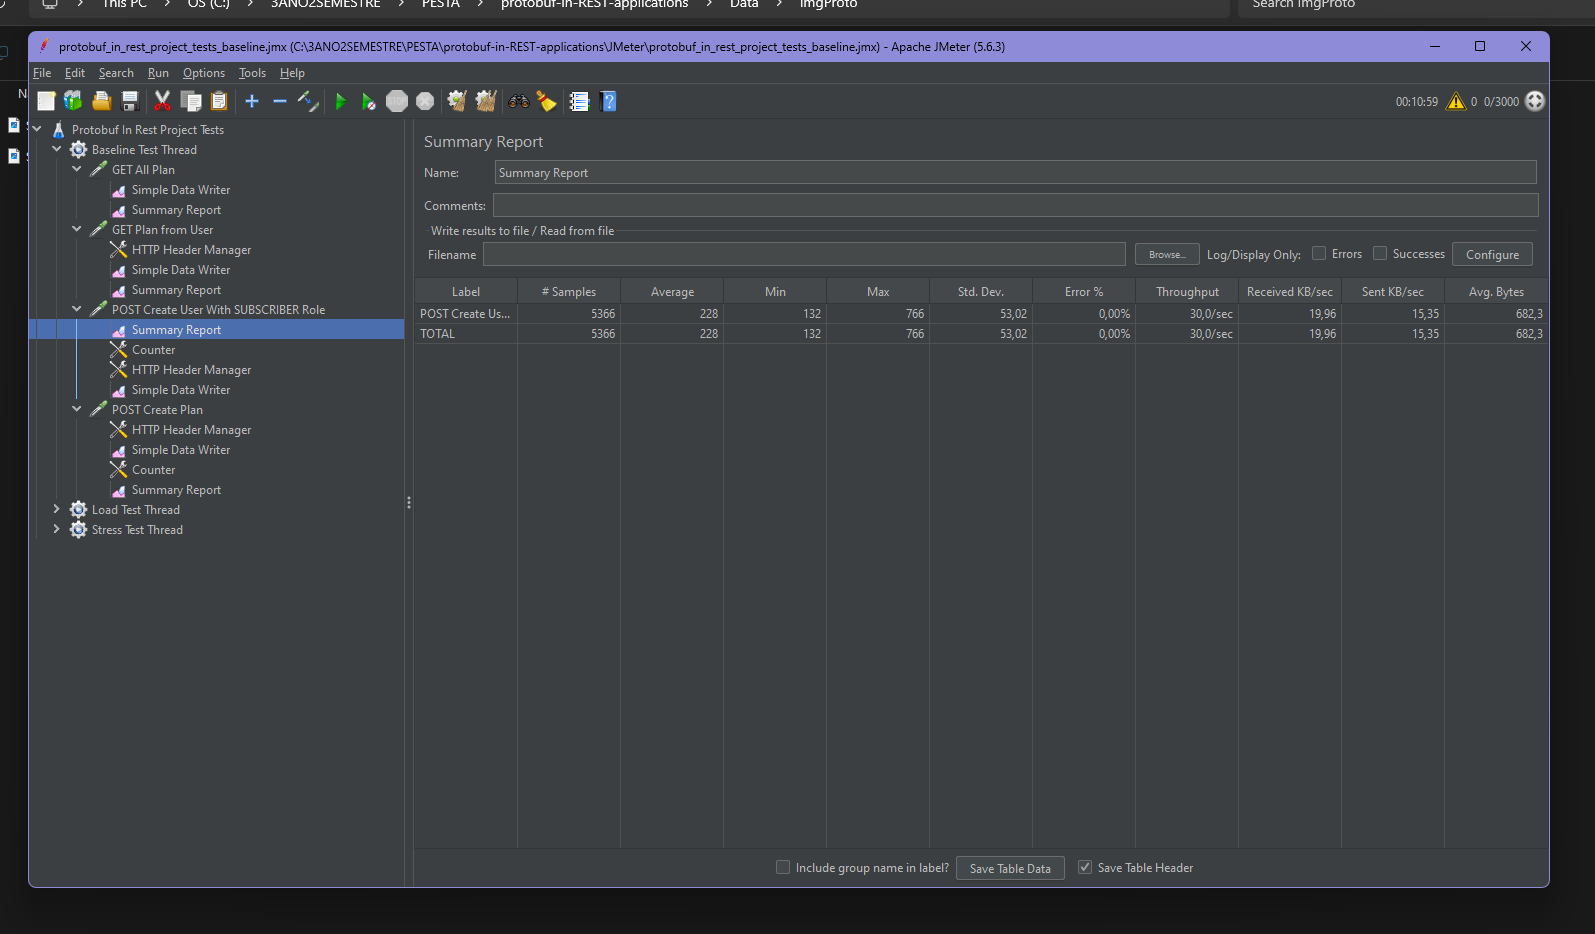 This PC > OS (C:) > 3ANO2SEMESTRE > PESTA > protobuf-in-REST-applications > Data > imgProto
Search imgProto
protobuf_in_rest_project_tests_baseline.jmx (C:\3ANO2SEMESTRE\PESTA\protobuf-in-REST-applications\JMeter\protobuf_in_rest_project_tests_baseline.jmx) - Apache JMeter (5.6.3)
File Edit Search Run Options Tools Help
N
STOP
00:10:59 0 0/3000
Protobuf In Rest Project Tests
Baseline Test Thread
GET All Plan
Simple Data Writer
Summary Report
GET Plan from User
HTTP Header Manager
Simple Data Writer
Summary Report
POST Create User With SUBSCRIBER Role
Summary Report
Counter
HTTP Header Manager
Simple Data Writer
POST Create Plan
HTTP Header Manager
Simple Data Writer
Counter
Summary Report
Load Test Thread
Stress Test Thread
Summary Report
Name: Summary Report
Comments:
Write results to file / Read from file
Filename Browse... Log/Display Only: Errors Successes Configure
Label # Samples Average Min Max Std. Dev. Error % Throughput Received KB/sec Sent KB/sec Avg. Bytes
POST Create Us... 5366 228 132 766 53,02 0,00% 30,0/sec 19,96 15,35 682,3
TOTAL 5366 228 132 766 53,02 0,00% 30,0/sec 19,96 15,35 682,3
Include group name in label? Save Table Data Save Table Header